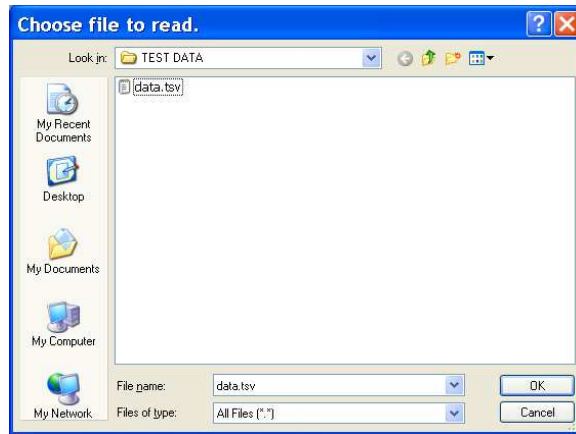 Choose file to read.
Look in: TEST DATA
data.tsv
My Recent
Documents
Desktop
My Documents
My Computer
My Network
File name: data.tsv OK
Files of type: All Files (*.*) Cancel